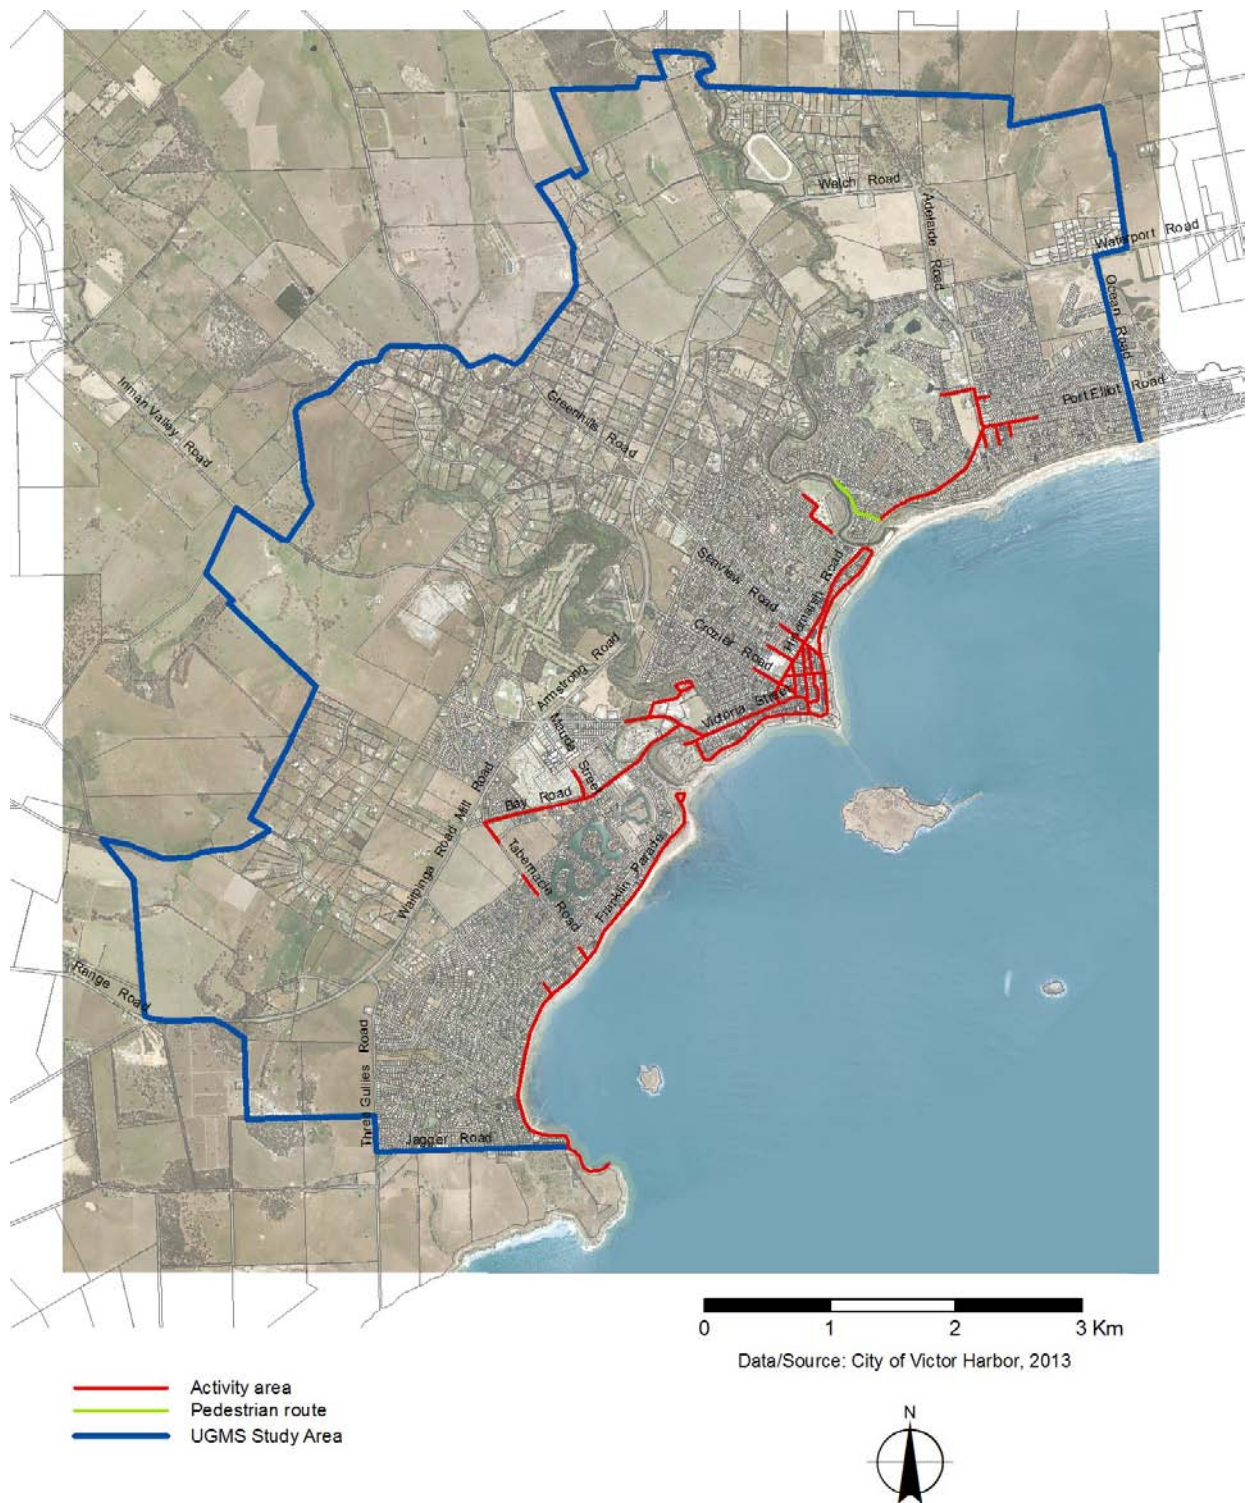 Welch Road
Adelaide Road
Waterport Road
Ocean Road
Port Elliot Road
Inman Valley Road
Greenhills Road
Seaview Road
Hindmarsh Road
Crozier Road
Armstrong Road
Victoria Street
Maude Street
Bay Road
Waitpinga Road Mill Road
Tabernacle Road
Franklin Parade
Range Road
Three Gullies Road
Jagger Road
0 1 2 3 Km
Data/Source: City of Victor Harbor, 2013
Activity area
Pedestrian route
UGMS Study Area
N